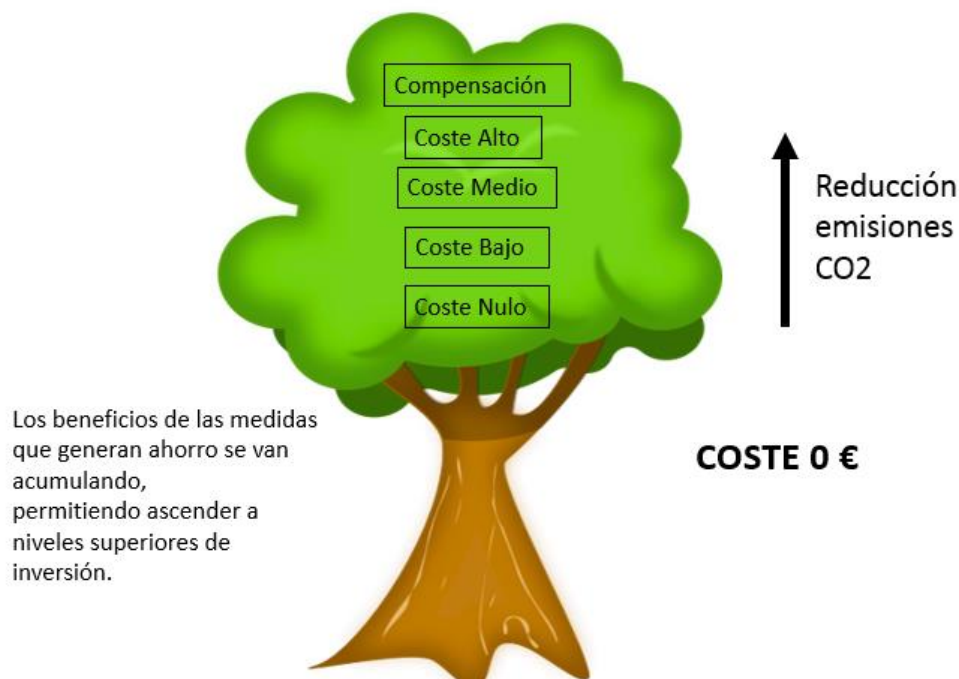 Compensación
Coste Alto
Coste Medio
Coste Bajo
Coste Nulo
Reducción
emisiones
CO2
Los beneficios de las medidas
que generan ahorro se van
acumulando,
permitiendo ascender a
niveles superiores de
inversión.
COSTE 0 €